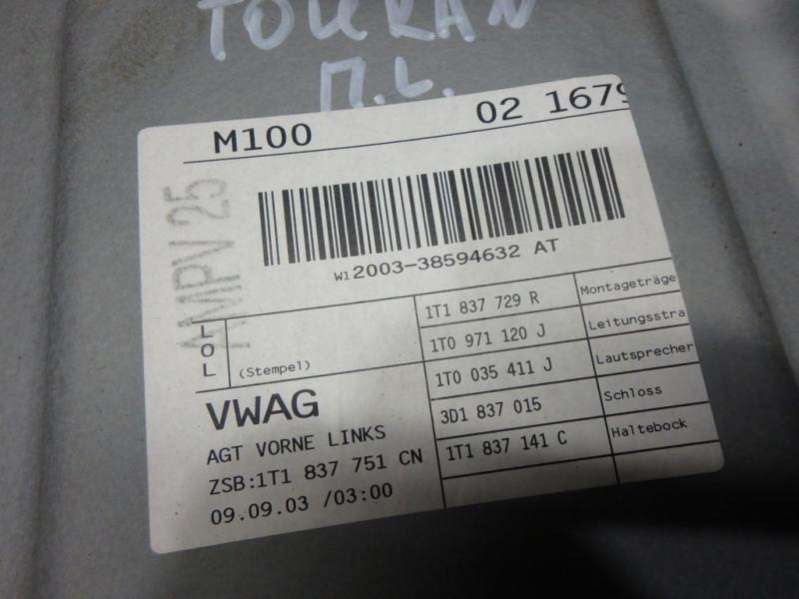 TOURAN
П.L.
M100 02 1679
AMPV 25
W12003-38594632 AT
LOL
(Stempel)
1T1 837 729 R Montageträge
1T0 971 120 J Leitungsstra
1T0 035 411 J Lautsprecher
3D1 837 015 Schloss
1T1 837 141 C Haltebock
VWAG
AGT VORNE LINKS
ZSB:1T1 837 751 CN
09.09.03 /03:00